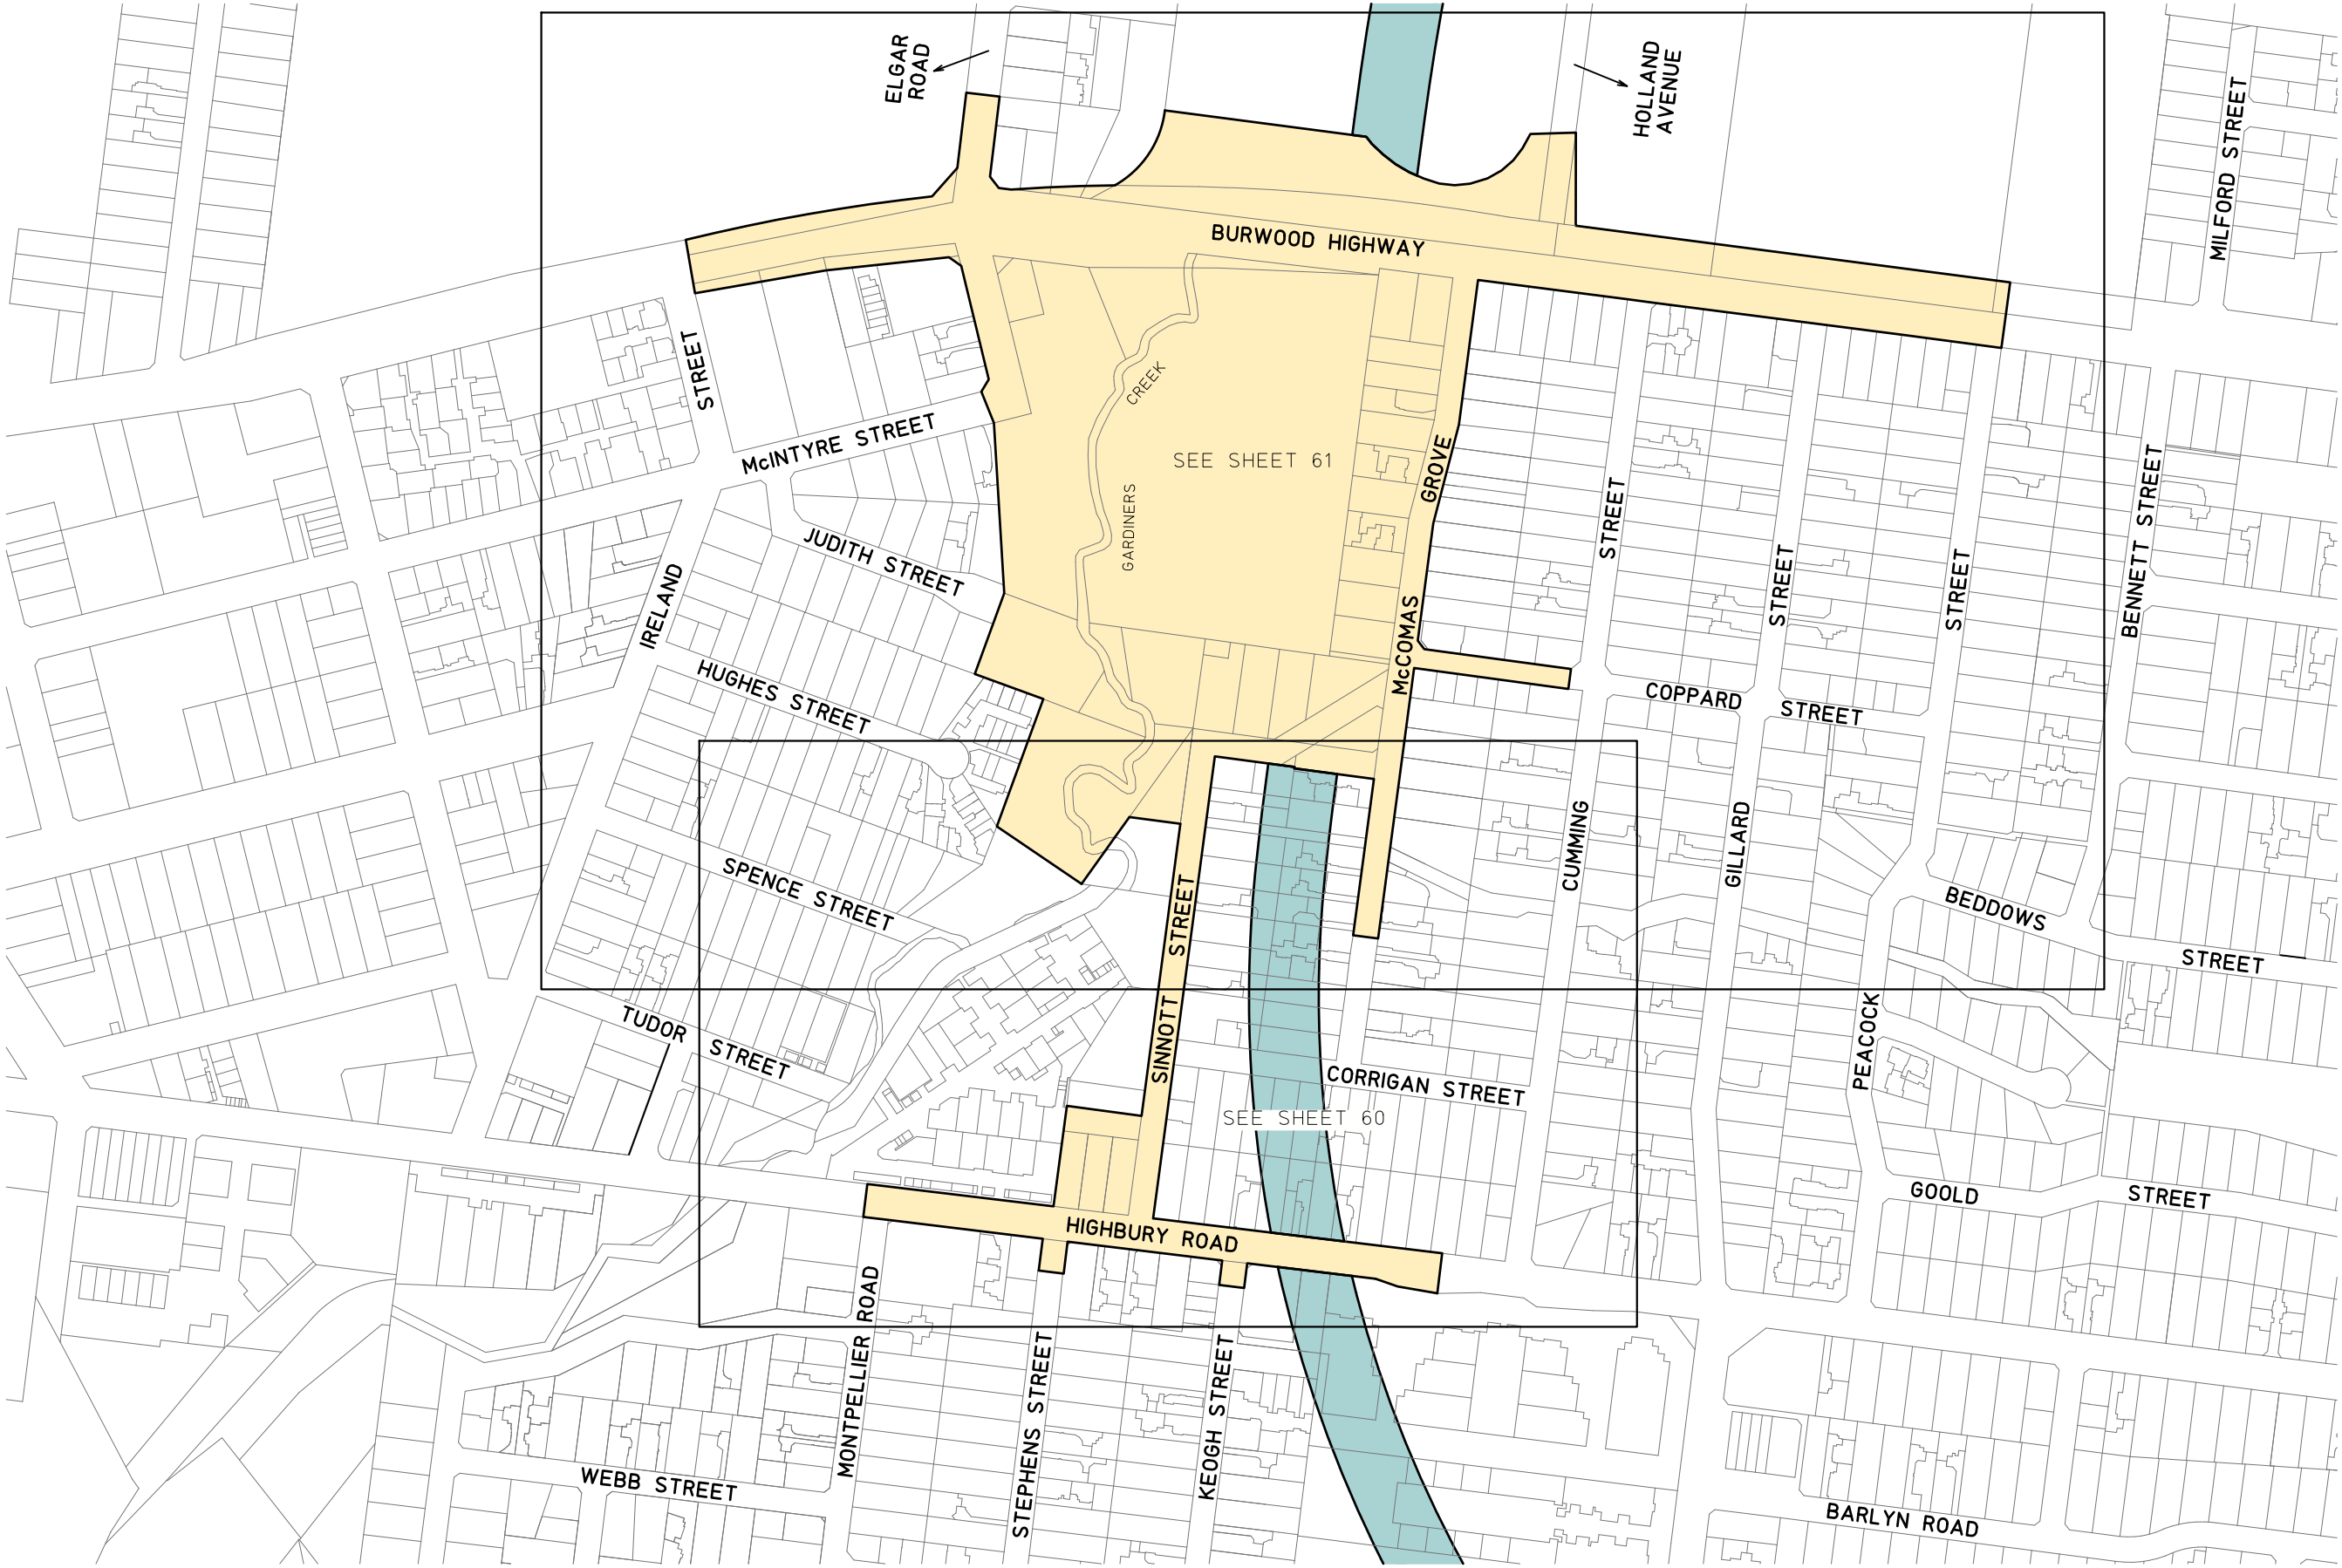 ELGAR
ROAD
HOLLAND
AVENUE
MILFORD STREET
BURWOOD HIGHWAY
STREET
CREEK
McINTYRE STREET
SEE SHEET 61
GROVE
GARDINERS
STREET
STREET
STREET
BENNETT STREET
JUDITH STREET
IRELAND
McCOMAS
HUGHES STREET
COPPARD
STREET
CUMMING
GILLARD
SPENCE STREET
BEDDOWS
STREET
SINNOTT STREET
PEACOCK
TUDOR STREET
CORRIGAN STREET
SEE SHEET 60
GOOLD
STREET
HIGHBURY ROAD
MONTPELLIER ROAD
STEPHENS STREET
KEOGH STREET
WEBB STREET
BARLYN ROAD